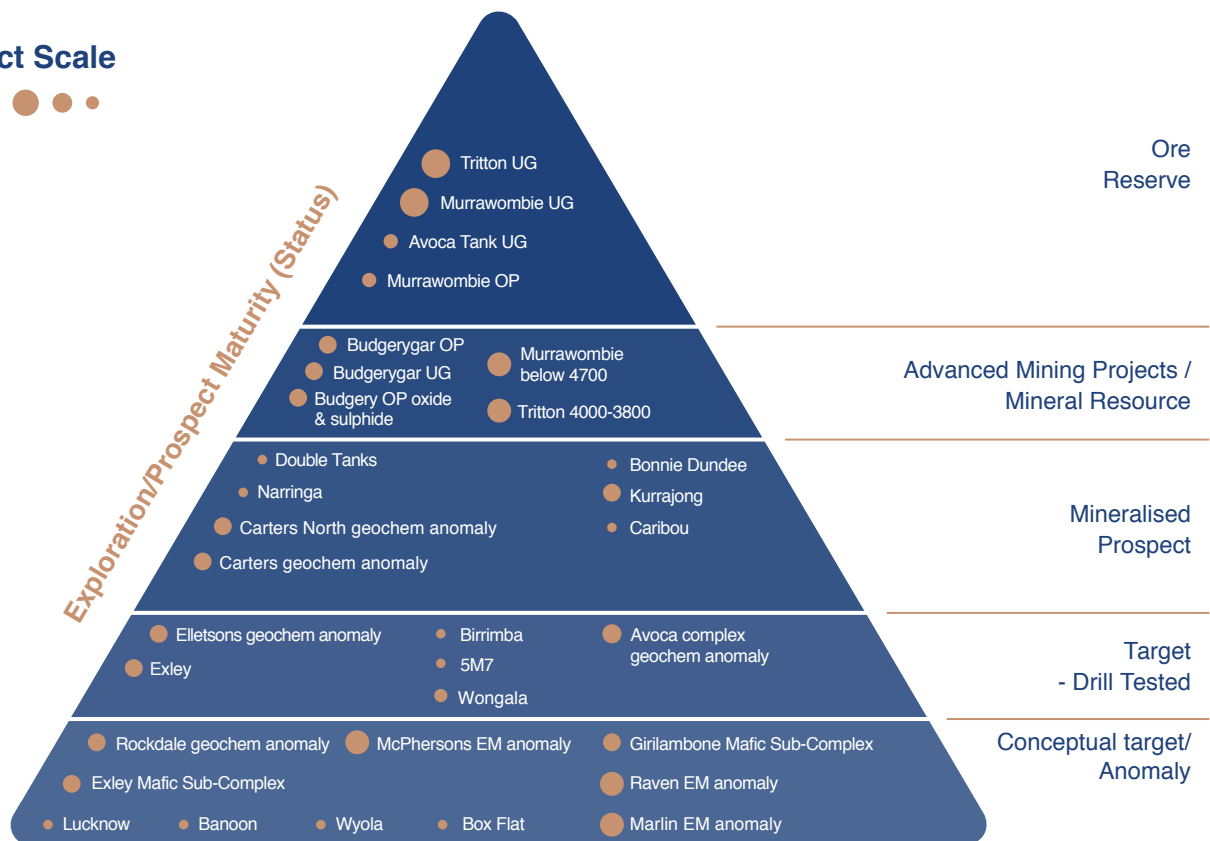 ct Scale
Exploration/Prospect Maturity (Status)
Tritton UG
Murrawombie UG
Avoca Tank UG
Murrawombie OP
Ore
Reserve
Budgerygar OP
Budgerygar UG
Budgery OP oxide
& sulphide
Murrawombie
below 4700
Tritton 4000-3800
Advanced Mining Projects /
Mineral Resource
Double Tanks
Narringa
Carters North geochem anomaly
Carters geochem anomaly
Bonnie Dundee
Kurrajong
Caribou
Mineralised
Prospect
Elletsons geochem anomaly
Exley
Birrimba
5M7
Wongala
Avoca complex
geochem anomaly
Target
- Drill Tested
Rockdale geochem anomaly
McPhersons EM anomaly
Girilambone Mafic Sub-Complex
Exley Mafic Sub-Complex
Raven EM anomaly
Lucknow
Banoon
Wyola
Box Flat
Marlin EM anomaly
Conceptual target/
Anomaly